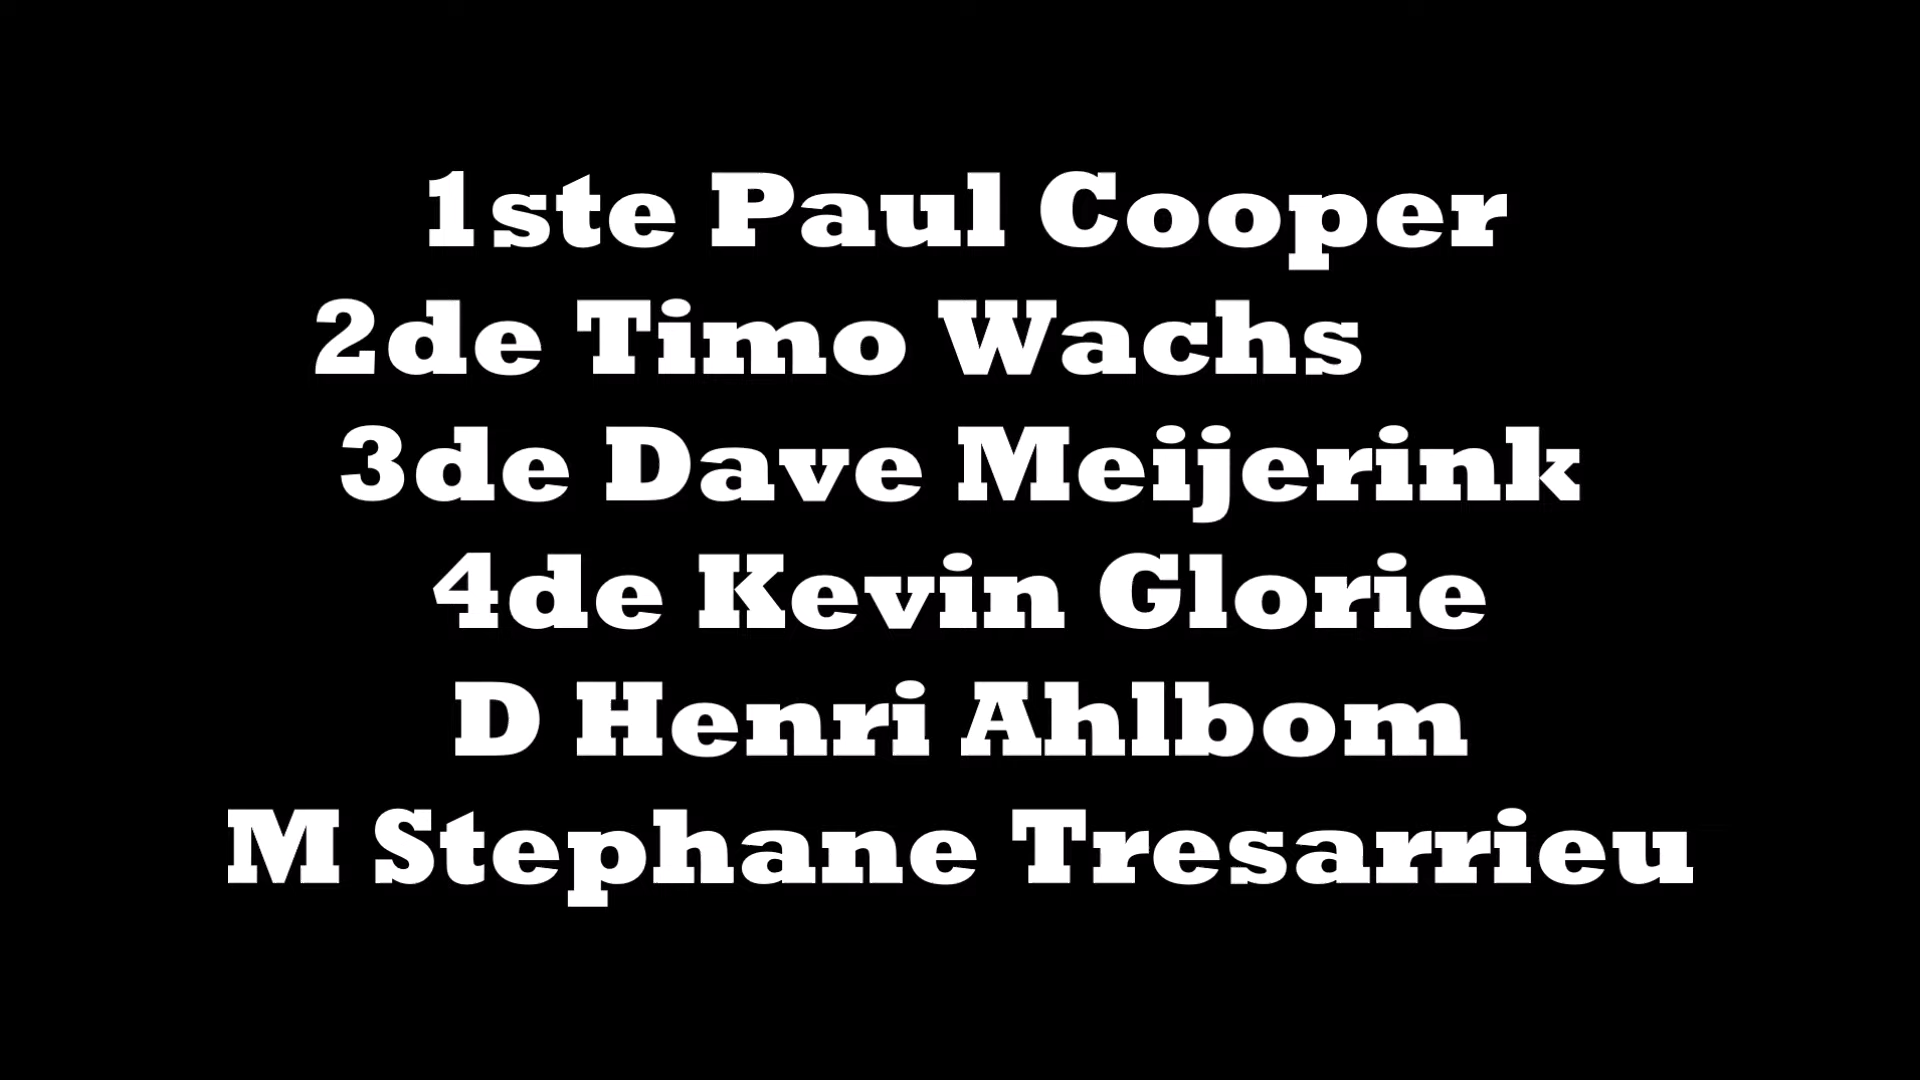 1ste Paul Cooper
2de Timo Wachs
3de Dave Meijerink
4de Kevin Glorie
D Henri Ahlbom
M Stephane Tresarrieu